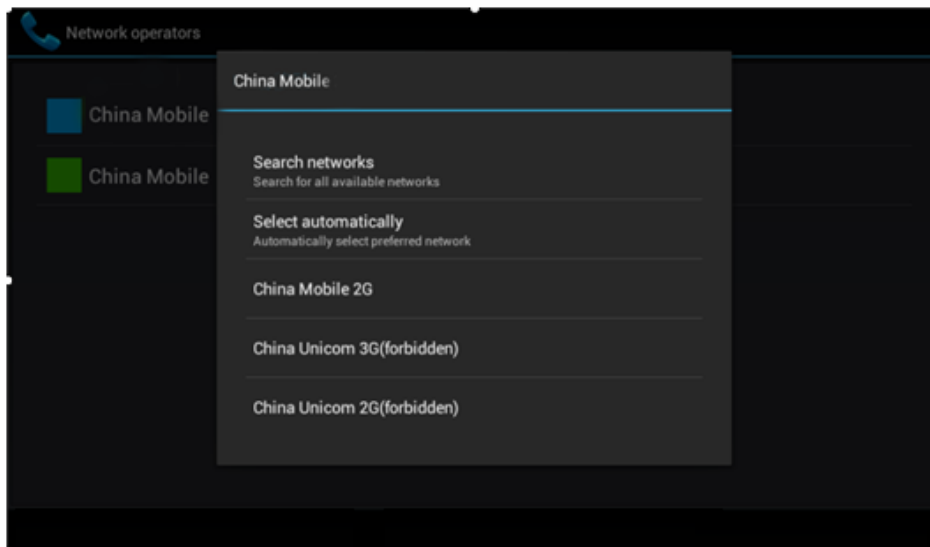 Network operators
China Mobile
China Mobile
China Mobile
Search networks
Search for all available networks
Select automatically
Automatically select preferred network
China Mobile 2G
China Unicom 3G(forbidden)
China Unicom 2G(forbidden)